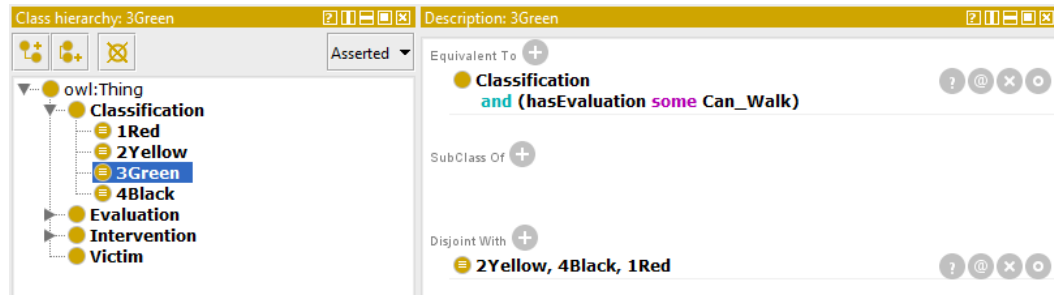 Class hierarchy: 3Green
Asserted
owl:Thing
Classification
1Red
2Yellow
3Green
4Black
Evaluation
Intervention
Victim
Description: 3Green
Equivalent To
Classification
and (hasEvaluation some Can_Walk)
SubClass Of
Disjoint With
2Yellow, 4Black, 1Red